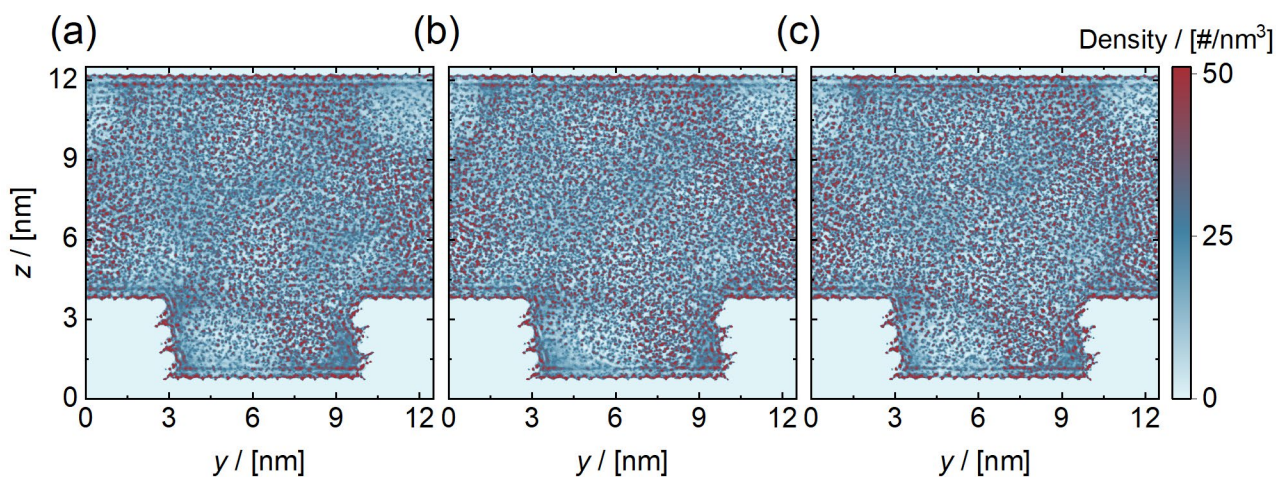 (a)
(b)
(c)
Density / [#/nm³]
50
25
0
z / [nm]
12
9
6
3
0
0 3 6 9 12
0 3 6 9 12
0 3 6 9 12
y / [nm]
y / [nm]
y / [nm]